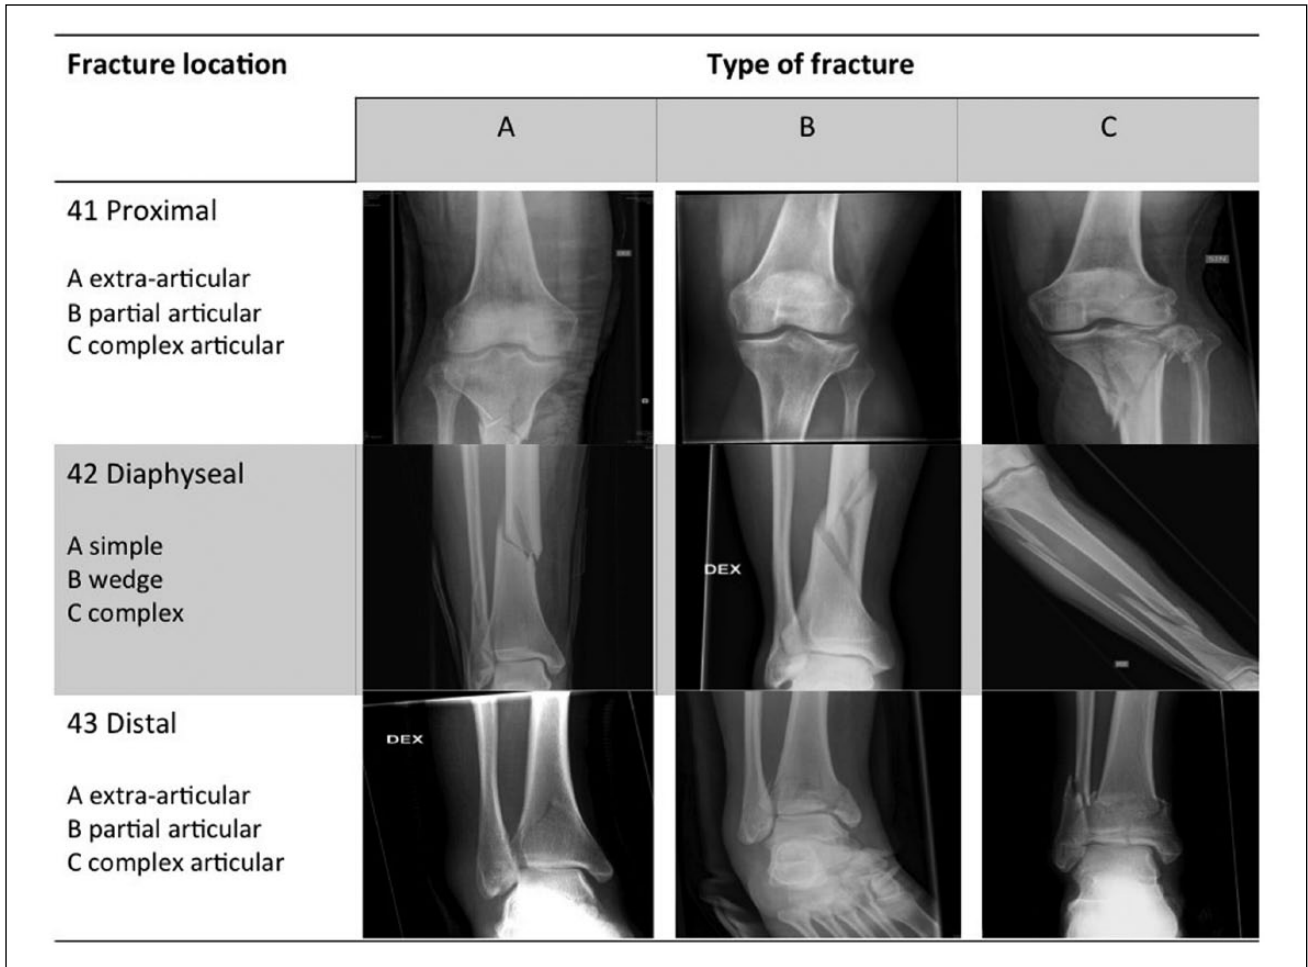 Fracture location
Type of fracture
A
B
C
41 Proximal
A extra-articular
B partial articular
C complex articular
SIN
42 Diaphyseal
A simple
B wedge
C complex
DEX
43 Distal
A extra-articular
B partial articular
C complex articular
DEX